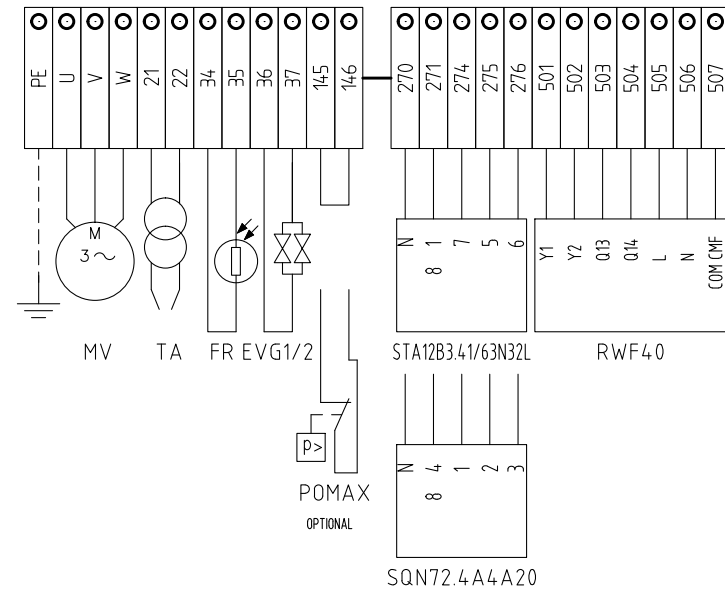 PE U V W 21 22 34 35 36 37 145 146 270 271 274 275 276 501 502 503 504 505 506 507
M
3~
N 1 7 5 6
8
Y1 Y2 Q13 Q14 L N COM CMF
MV TA FR EVG1/2 STA12B3.41/63N32L RWF40
p>
POMAX
OPTIONAL
N 4 1 2 3
8
SQN72.4A4A20